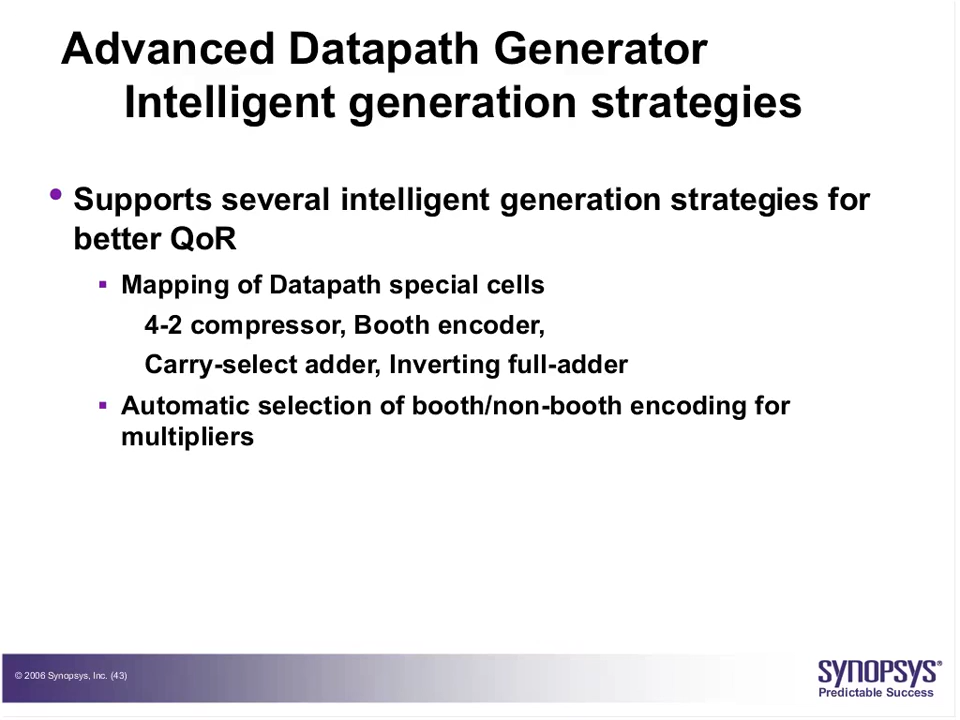 Advanced Datapath Generator
Intelligent generation strategies
• Supports several intelligent generation strategies for
better QoR
▪ Mapping of Datapath special cells
4-2 compressor, Booth encoder,
Carry-select adder, Inverting full-adder
▪ Automatic selection of booth/non-booth encoding for
multipliers
© 2006 Synopsys, Inc. (43)
SYNOPSYS®
Predictable Success